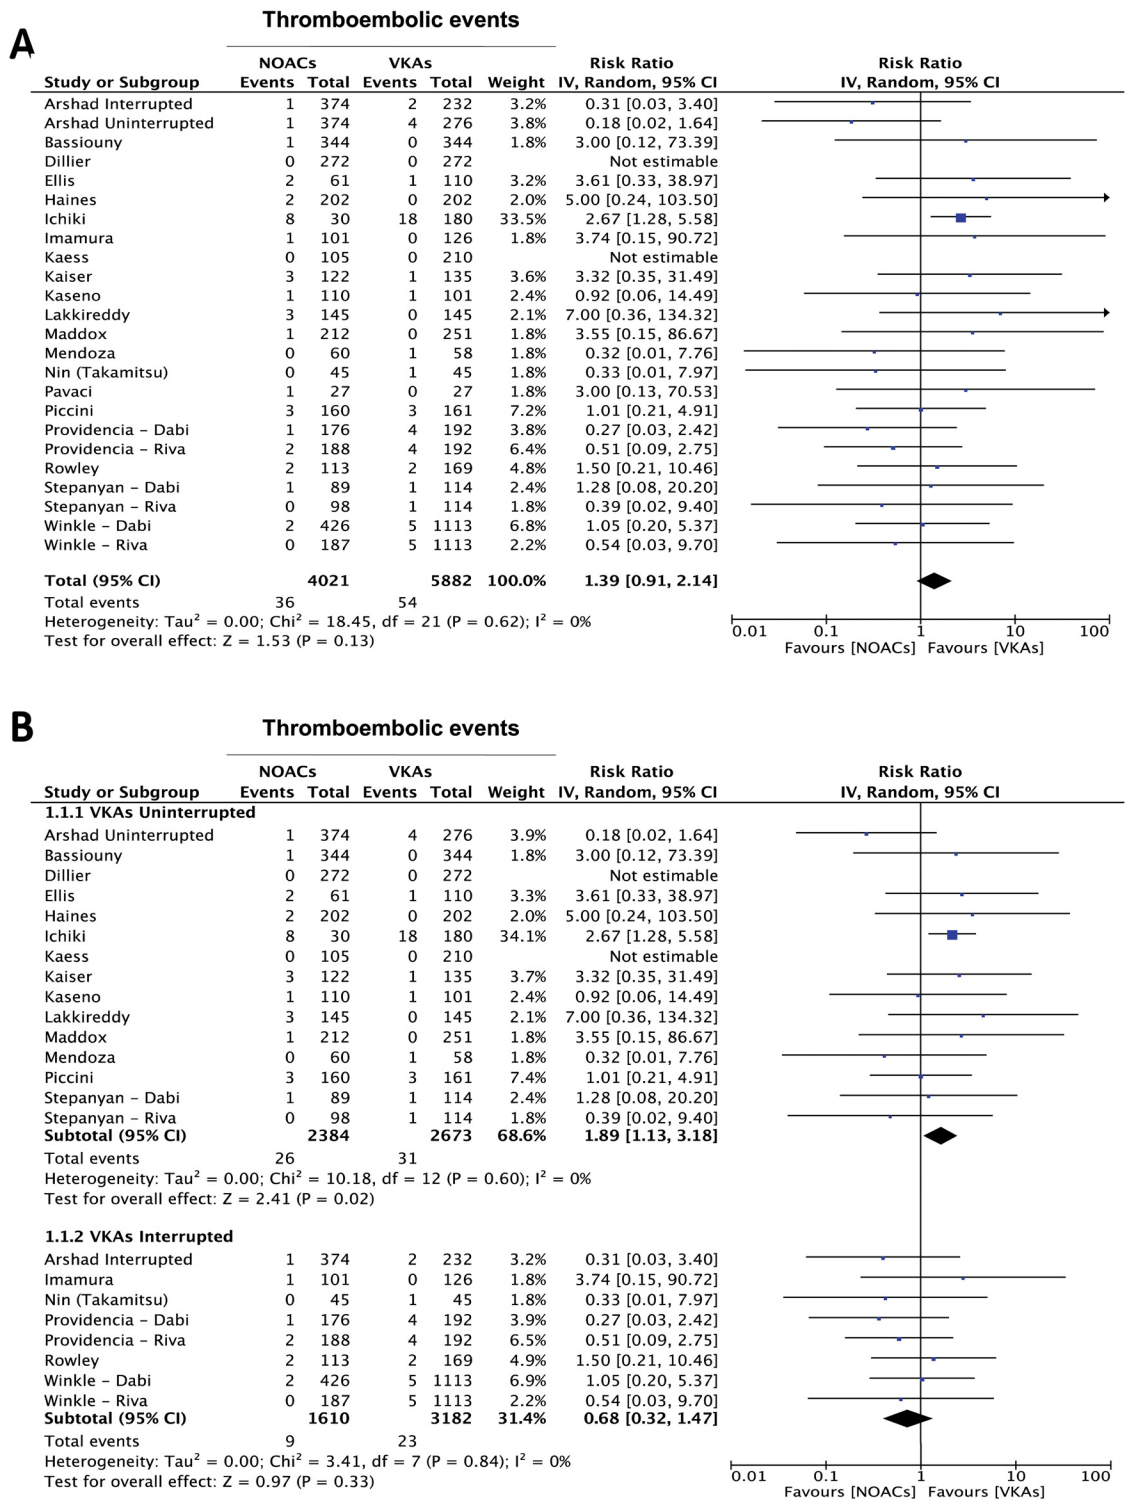 A
Thromboembolic events
NOACs VKAs Risk Ratio Risk Ratio
Study or Subgroup Events Total Events Total Weight IV, Random, 95% CI IV, Random, 95% CI
Arshad Interrupted 1 374 2 232 3.2% 0.31 [0.03, 3.40]
Arshad Uninterrupted 1 374 4 276 3.8% 0.18 [0.02, 1.64]
Bassiouny 1 344 0 344 1.8% 3.00 [0.12, 73.39]
Dillier 0 272 0 272 Not estimable
Ellis 2 61 1 110 3.2% 3.61 [0.33, 38.97]
Haines 2 202 0 202 2.0% 5.00 [0.24, 103.50]
Ichiki 8 30 18 180 33.5% 2.67 [1.28, 5.58]
Imamura 1 101 0 126 1.8% 3.74 [0.15, 90.72]
Kaess 0 105 0 210 Not estimable
Kaiser 3 122 1 135 3.6% 3.32 [0.35, 31.49]
Kaseno 1 110 1 101 2.4% 0.92 [0.06, 14.49]
Lakkireddy 3 145 0 145 2.1% 7.00 [0.36, 134.32]
Maddox 1 212 0 251 1.8% 3.55 [0.15, 86.67]
Mendoza 0 60 1 58 1.8% 0.32 [0.01, 7.76]
Nin (Takamitsu) 0 45 1 45 1.8% 0.33 [0.01, 7.97]
Pavaci 1 27 0 27 1.8% 3.00 [0.13, 70.53]
Piccini 3 160 3 161 7.2% 1.01 [0.21, 4.91]
Providencia – Dabi 1 176 4 192 3.8% 0.27 [0.03, 2.42]
Providencia – Riva 2 188 4 192 6.4% 0.51 [0.09, 2.75]
Rowley 2 113 2 169 4.8% 1.50 [0.21, 10.46]
Stepanyan – Dabi 1 89 1 114 2.4% 1.28 [0.08, 20.20]
Stepanyan – Riva 0 98 1 114 1.8% 0.39 [0.02, 9.40]
Winkle – Dabi 2 426 5 1113 6.8% 1.05 [0.20, 5.37]
Winkle – Riva 0 187 5 1113 2.2% 0.54 [0.03, 9.70]
Total (95% CI) 4021 5882 100.0% 1.39 [0.91, 2.14]
Total events 36 54
Heterogeneity: Tau² = 0.00; Chi² = 18.45, df = 21 (P = 0.62); I² = 0%
Test for overall effect: Z = 1.53 (P = 0.13)
0.01 0.1 1 10 100
Favours [NOACs] Favours [VKAs]
B
Thromboembolic events
NOACs VKAs Risk Ratio Risk Ratio
Study or Subgroup Events Total Events Total Weight IV, Random, 95% CI IV, Random, 95% CI
1.1.1 VKAs Uninterrupted
Arshad Uninterrupted 1 374 4 276 3.9% 0.18 [0.02, 1.64]
Bassiouny 1 344 0 344 1.8% 3.00 [0.12, 73.39]
Dillier 0 272 0 272 Not estimable
Ellis 2 61 1 110 3.3% 3.61 [0.33, 38.97]
Haines 2 202 0 202 2.0% 5.00 [0.24, 103.50]
Ichiki 8 30 18 180 34.1% 2.67 [1.28, 5.58]
Kaess 0 105 0 210 Not estimable
Kaiser 3 122 1 135 3.7% 3.32 [0.35, 31.49]
Kaseno 1 110 1 101 2.4% 0.92 [0.06, 14.49]
Lakkireddy 3 145 0 145 2.1% 7.00 [0.36, 134.32]
Maddox 1 212 0 251 1.8% 3.55 [0.15, 86.67]
Mendoza 0 60 1 58 1.8% 0.32 [0.01, 7.76]
Piccini 3 160 3 161 7.4% 1.01 [0.21, 4.91]
Stepanyan – Dabi 1 89 1 114 2.4% 1.28 [0.08, 20.20]
Stepanyan – Riva 0 98 1 114 1.8% 0.39 [0.02, 9.40]
Subtotal (95% CI) 2384 2673 68.6% 1.89 [1.13, 3.18]
Total events 26 31
Heterogeneity: Tau² = 0.00; Chi² = 10.18, df = 12 (P = 0.60); I² = 0%
Test for overall effect: Z = 2.41 (P = 0.02)
1.1.2 VKAs Interrupted
Arshad Interrupted 1 374 2 232 3.2% 0.31 [0.03, 3.40]
Imamura 1 101 0 126 1.8% 3.74 [0.15, 90.72]
Nin (Takamitsu) 0 45 1 45 1.8% 0.33 [0.01, 7.97]
Providencia – Dabi 1 176 4 192 3.9% 0.27 [0.03, 2.42]
Providencia – Riva 2 188 4 192 6.5% 0.51 [0.09, 2.75]
Rowley 2 113 2 169 4.9% 1.50 [0.21, 10.46]
Winkle – Dabi 2 426 5 1113 6.9% 1.05 [0.20, 5.37]
Winkle – Riva 0 187 5 1113 2.2% 0.54 [0.03, 9.70]
Subtotal (95% CI) 1610 3182 31.4% 0.68 [0.32, 1.47]
Total events 9 23
Heterogeneity: Tau² = 0.00; Chi² = 3.41, df = 7 (P = 0.84); I² = 0%
Test for overall effect: Z = 0.97 (P = 0.33)
0.01 0.1 1 10 100
Favours [NOACs] Favours [VKAs]